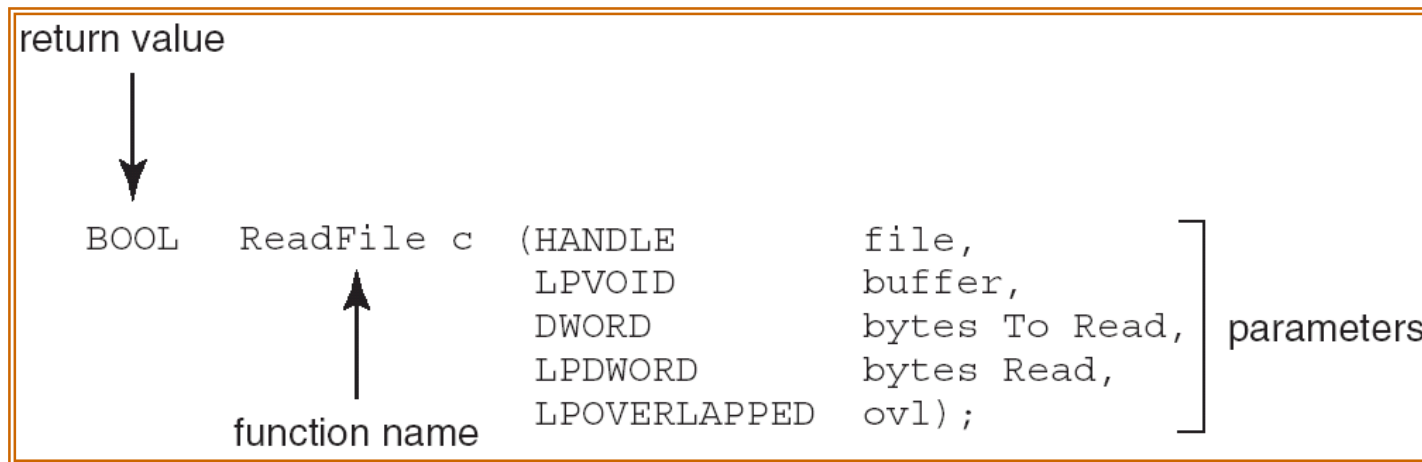 return value
BOOL ReadFile c (HANDLE file,
LPVOID buffer,
DWORD bytes To Read,
LPDWORD bytes Read,
LPOVERLAPPED ovl);
parameters
function name